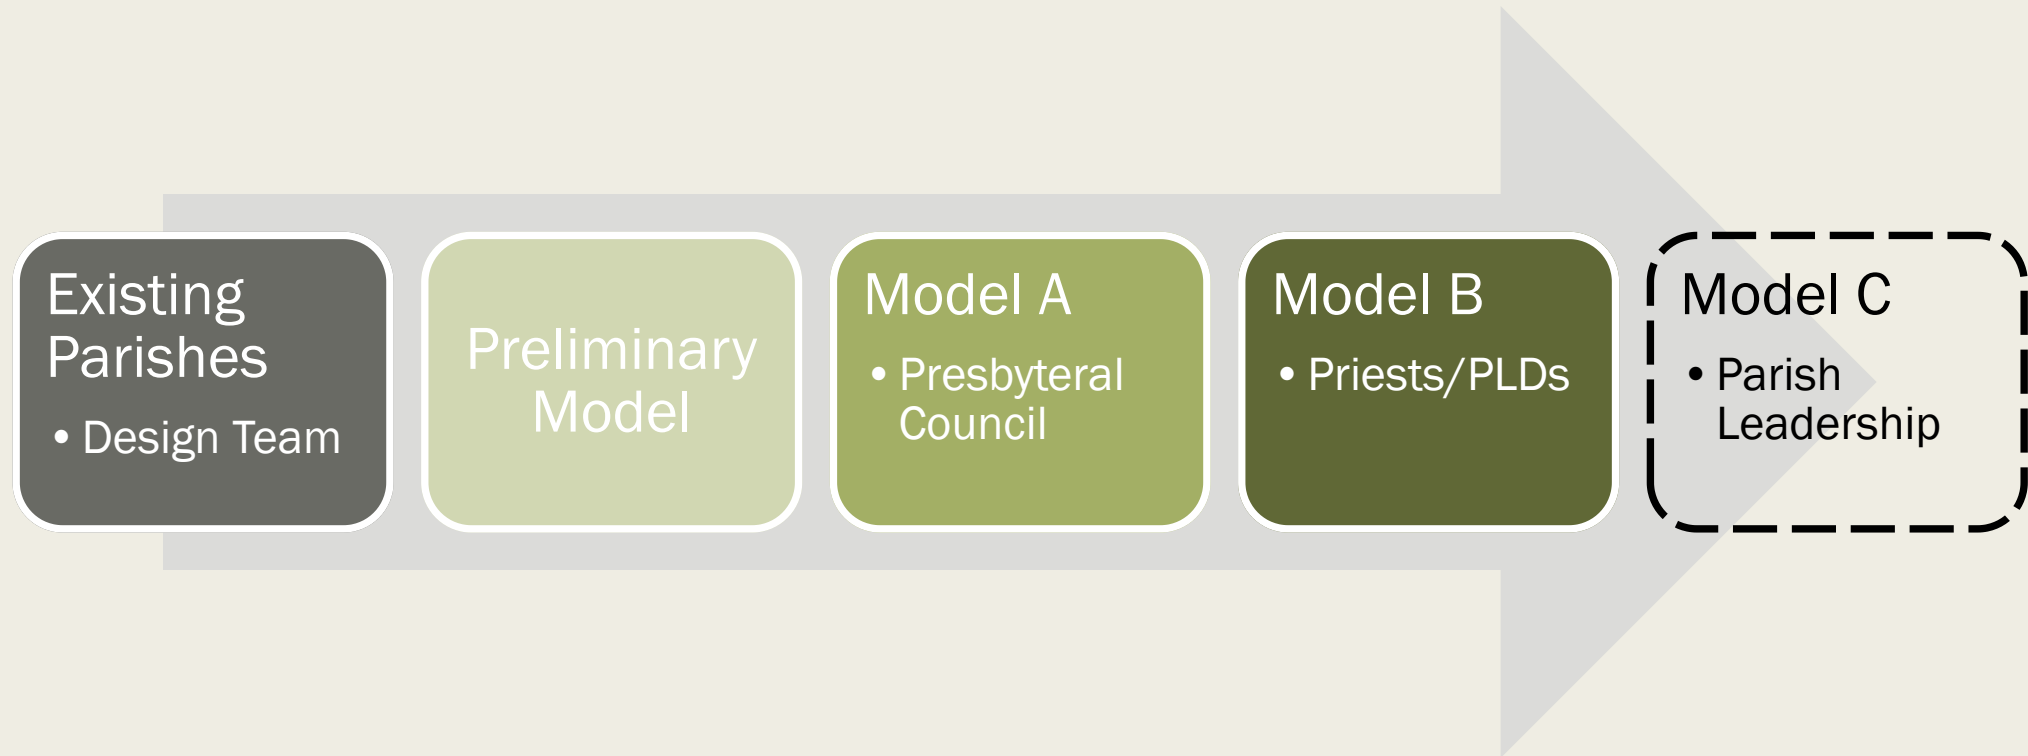 Existing
Parishes
• Design Team
Preliminary
Model
Model A
• Presbyteral
Council
Model B
• Priests/PLDs
Model C
• Parish
Leadership